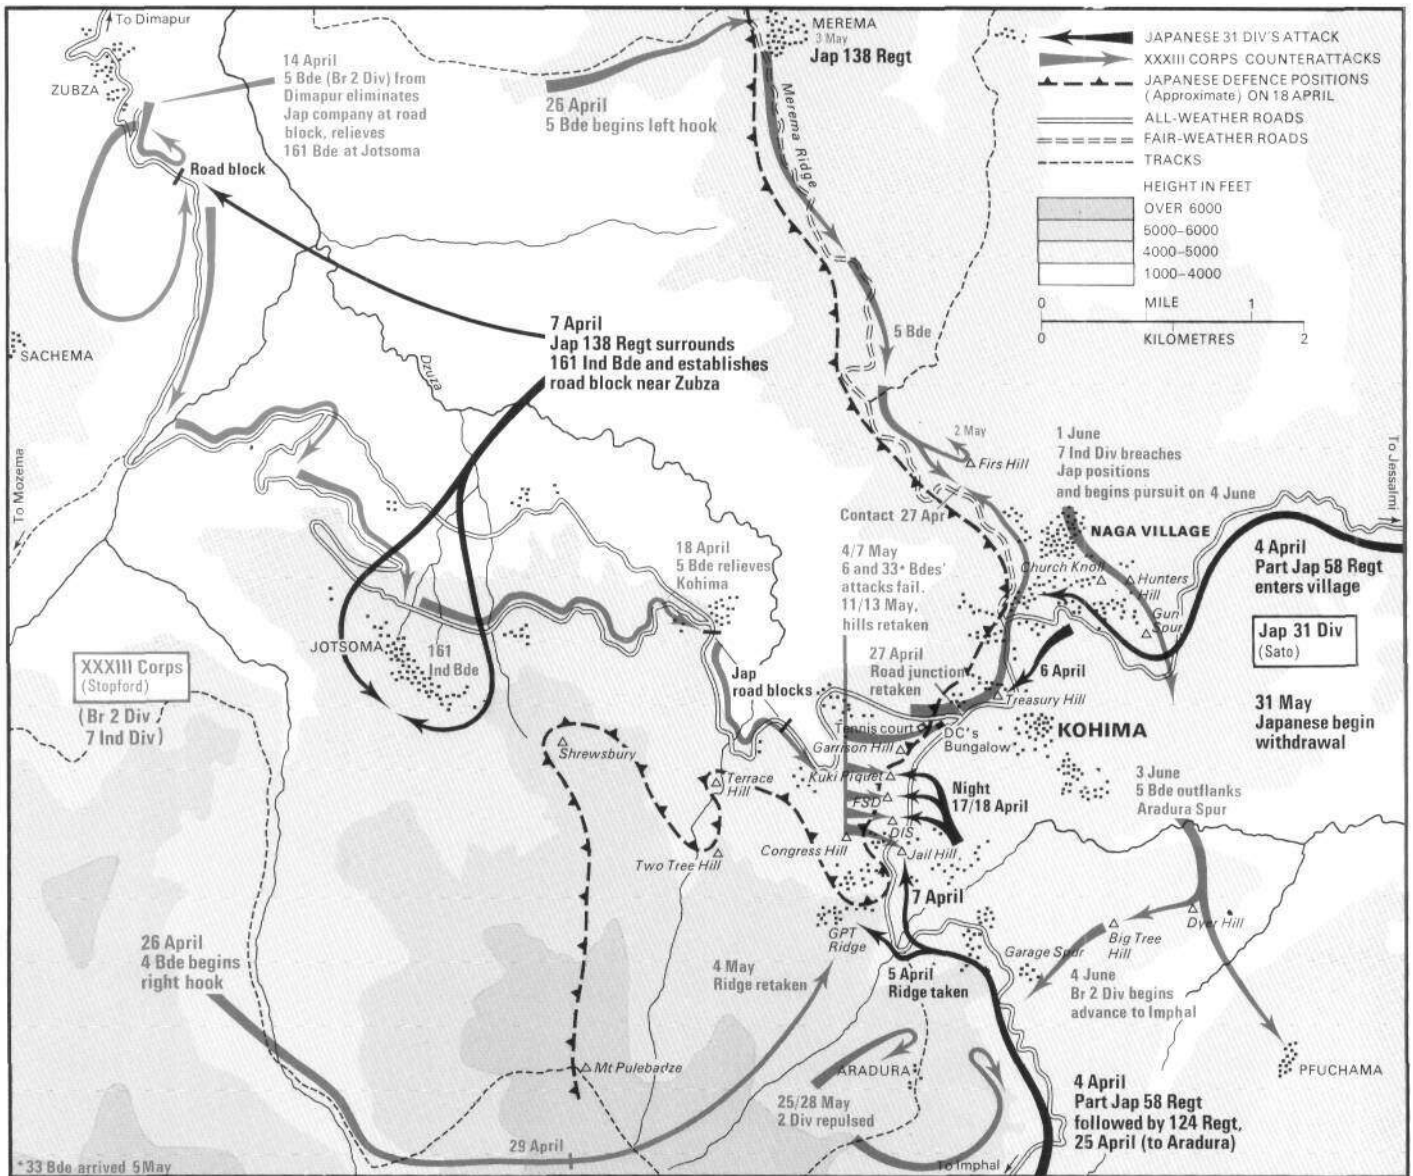 To Dimapur
ZUBZA
14 April
5 Bde (Br 2 Div) from
Dimapur eliminates
Jap company at road
block, relieves
161 Bde at Jotsoma
Road block
26 April
5 Bde begins left hook
MEREMA
3 May
Jap 138 Regt
Merema Ridge
JAPANESE 31 DIV'S ATTACK
XXXIII CORPS COUNTERATTACKS
JAPANESE DEFENCE POSITIONS
(Approximate) ON 18 APRIL
ALL-WEATHER ROADS
FAIR-WEATHER ROADS
TRACKS
HEIGHT IN FEET
OVER 6000
5000–6000
4000–5000
1000–4000
0 MILE 1
0 KILOMETRES 2
SACHEMA
7 April
Jap 138 Regt surrounds
161 Ind Bde and establishes
road block near Zubza
Dzuza
5 Bde
2 May
Firs Hill
1 June
7 Ind Div breaches
Jap positions
and begins pursuit on 4 June
To Jessalmi
To Mozema
Contact 27 Apr
NAGA VILLAGE
Church Knoll
Hunters
Hill
Gun
Spur
4 April
Part Jap 58 Regt
enters village
18 April
5 Bde relieves
Kohima
4/7 May
6 and 33* Bdes'
attacks fail.
11/13 May,
hills retaken
Jap 31 Div
(Sato)
JOTSOMA
161
Ind Bde
XXXIII Corps
(Stopford)
(Br 2 Div
7 Ind Div)
Jap
road blocks
27 April
Road junction
retaken
6 April
Treasury Hill
KOHIMA
31 May
Japanese begin
withdrawal
Tennis court
DC's
Bungalow
Garrison Hill
Shrewsbury
Terrace
Hill
Kuki Piquet
FSD
DIS
Night
17/18 April
3 June
5 Bde outflanks
Aradura Spur
Two Tree Hill
Congress Hill
Jail Hill
7 April
GPT
Ridge
Garage Spur
Big Tree
Hill
Dyer Hill
26 April
4 Bde begins
right hook
4 May
Ridge retaken
5 April
Ridge taken
4 June
Br 2 Div begins
advance to Imphal
Mt Pulebadze
ARADURA
PFUCHAMA
25/28 May
2 Div repulsed
4 April
Part Jap 58 Regt
followed by 124 Regt,
25 April (to Aradura)
29 April
To Imphal
*33 Bde arrived 5 May